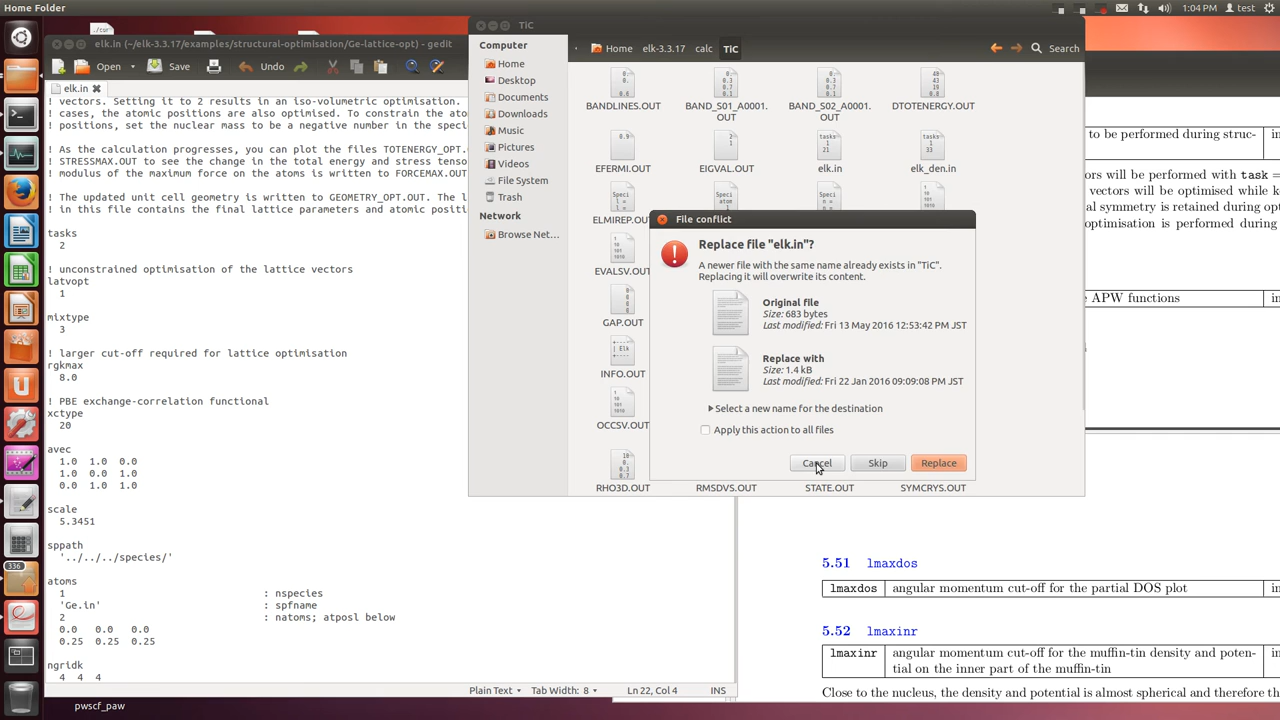 Home Folder
1:04 PM
test
elk.in (~/elk-3.3.17/examples/structural-optimisation/Ge-lattice-opt) - gedit
Open
Save
Undo
elk.in
! vectors. Setting it to 2 results in an iso-volumetric optimisation.
! cases, the atomic positions are also optimised. To constrain the ato
! positions, set the nuclear mass to be a negative number in the speci
! As the calculation progresses, you can plot the files TOTENERGY_OPT.
! STRESSMAX.OUT to see the change in the total energy and stress tenso
! modulus of the maximum force on the atoms is written to FORCEMAX.OUT
! The updated unit cell geometry is written to GEOMETRY_OPT.OUT. The l
! in this file contains the final lattice parameters and atomic posit
tasks
2
! unconstrained optimisation of the lattice vectors
latvopt
1
mixtype
3
! larger cut-off required for lattice optimisation
rgkmax
8.0
! PBE exchange-correlation functional
xctype
20
avec
1.0 1.0 0.0
1.0 0.0 1.0
0.0 1.0 1.0
scale
5.3451
sppath
'../../../species/'
atoms
1 : nspecies
'Ge.in' : spfname
2 : natoms; atposl below
0.0 0.0 0.0
0.25 0.25 0.25
ngridk
4 4 4
Plain Text
Tab Width: 8
Ln 22, Col 4
INS
336
pwscf_paw
TiC
Computer
Home
Desktop
Documents
Downloads
Music
Pictures
Videos
File System
Trash
Network
Browse Net...
Home
elk-3.3.17
calc
TiC
Search
BANDLINES.OUT
BAND_S01_A0001.
OUT
BAND_S02_A0001.
OUT
DTOTENERGY.OUT
EFERMI.OUT
EIGVAL.OUT
elk.in
elk_den.in
ELMIREP.OU
EVALSV.OUT
GAP.OUT
INFO.OUT
OCCSV.OUT
RHO3D.OUT
RMSDVS.OUT
STATE.OUT
SYMCRYS.OUT
File conflict
Replace file "elk.in"?
A newer file with the same name already exists in "TiC".
Replacing it will overwrite its content.
Original file
Size: 683 bytes
Last modified: Fri 13 May 2016 12:53:42 PM JST
Replace with
Size: 1.4 kB
Last modified: Fri 22 Jan 2016 09:09:08 PM JST
Select a new name for the destination
Apply this action to all files
Cancel
Skip
Replace
to be performed during struc-
ors will be performed with task =
vectors will be optimised while k
al symmetry is retained during op
optimisation is performed during
e APW functions
5.51 lmaxdos
lmaxdos angular momentum cut-off for the partial DOS plot
5.52 lmaxinr
lmaxinr angular momentum cut-off for the muffin-tin density and poten-
tial on the inner part of the muffin-tin
Close to the nucleus, the density and potential is almost spherical and therefore th